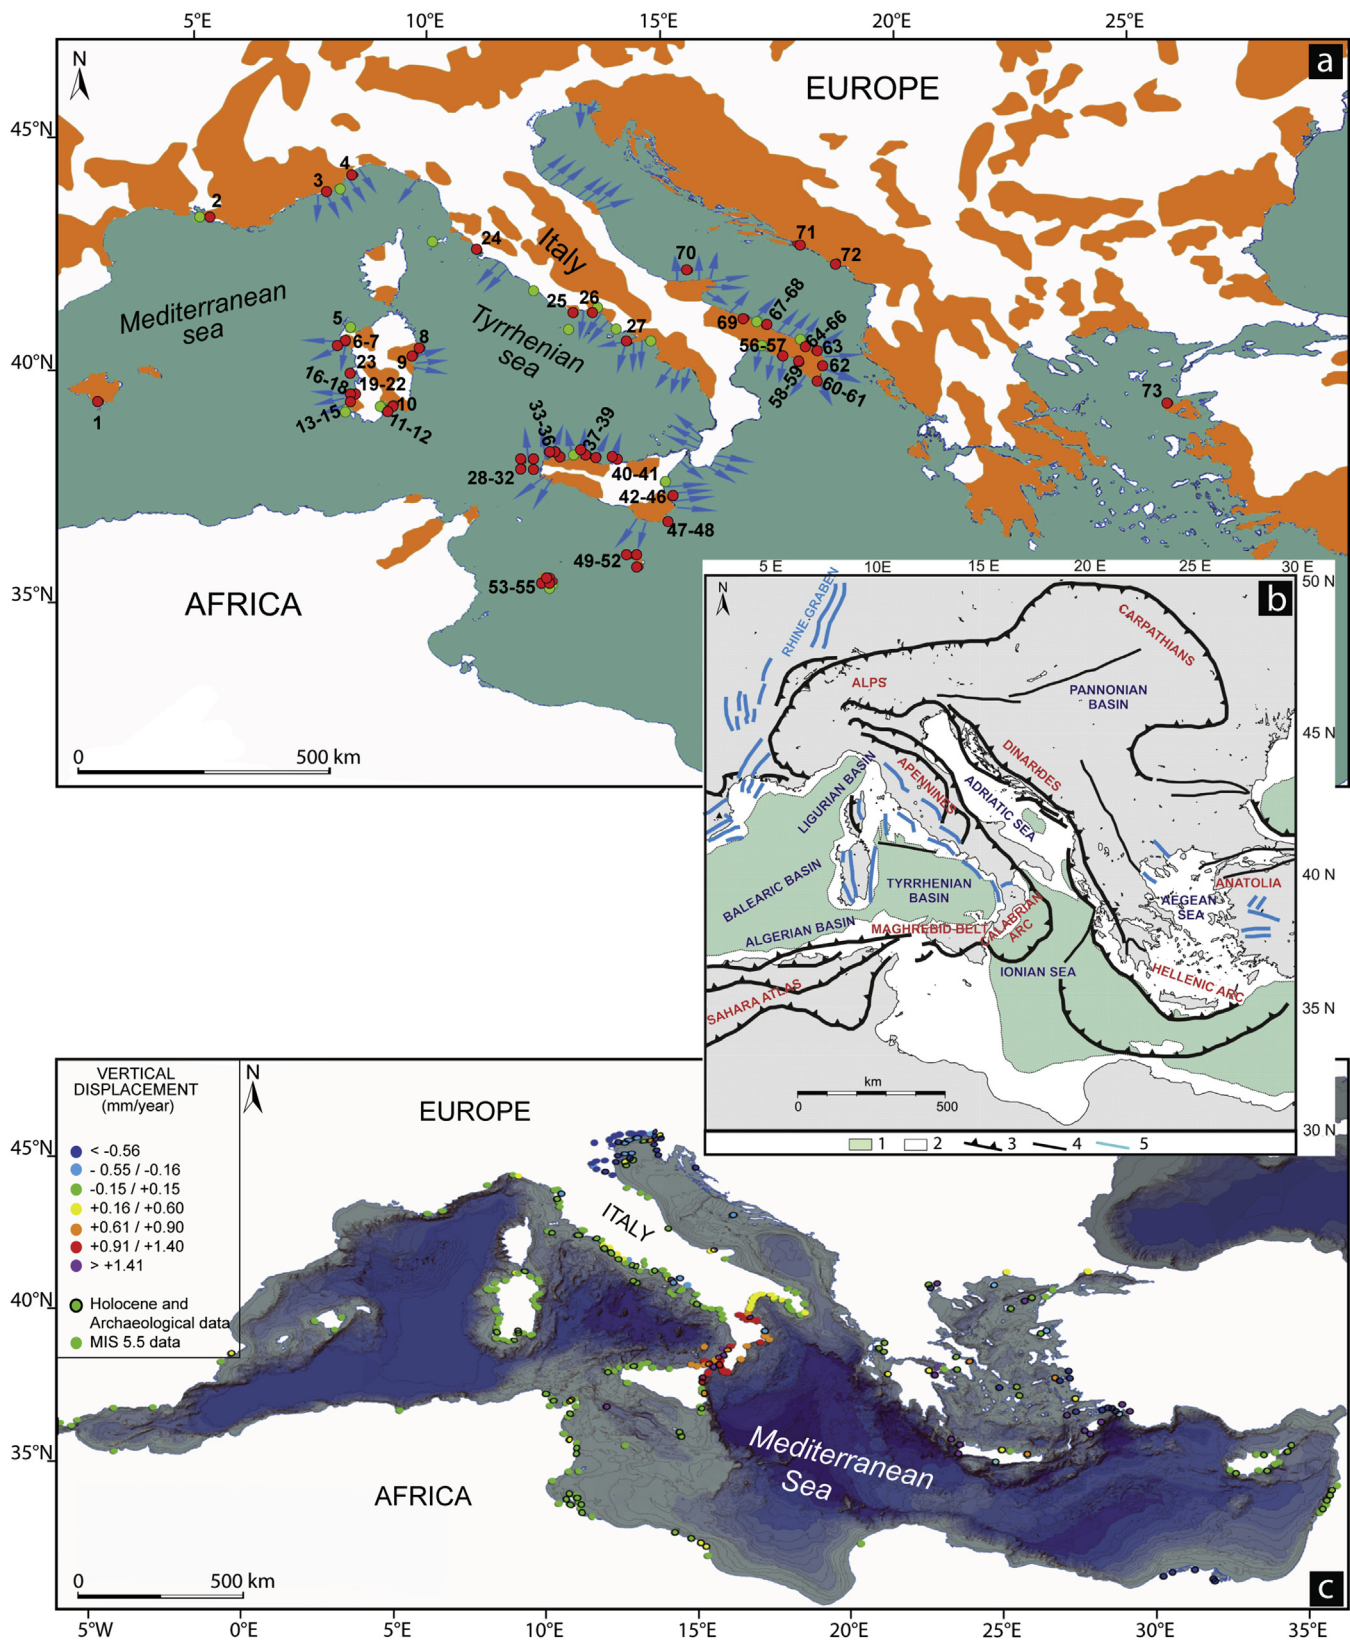 5°E 10°E 15°E 20°E 25°E
N
a
EUROPE
45°N
4
3
2
71
72
24
Italy
70
Mediterranean
sea
25
26
67-68
69
27
Tyrrhenian
sea
5
6-7
8
64-66
56-57
63
40°N
23
9
62
16-18
19-22
58-59
60-61
73
1
13-15
10
11-12
33-36
37-39
28-32
40-41
42-46
47-48
49-52
53-55
35°N
AFRICA
0 500 km
5 E 10E 15 E 20 E 25 E 30 E
50 N
N
b
RHINE GRABEN
CARPATHIANS
ALPS
PANNONIAN
BASIN
45 N
DINARIDES
LIGURIAN BASIN
APENNINES
ADRIATIC SEA
40 N
BALEARIC BASIN
TYRRHENIAN
BASIN
ANATOLIA
AEGEAN
SEA
ALGERIAN BASIN
MAGHREBID BELT
CALABRIAN
ARC
IONIAN SEA
HELLENIC ARC
SAHARA ATLAS
35 N
km
0 500
30 N
1 2 3 4 5
VERTICAL
DISPLACEMENT
(mm/year)
< -0.56
- 0.55 / -0.16
-0.15 / +0.15
+0.16 / +0.60
+0.61 / +0.90
+0.91 / +1.40
> +1.41
Holocene and
Archaeological data
MIS 5.5 data
N
EUROPE
45°N
ITALY
40°N
35°N
Mediterranean
Sea
AFRICA
0 500 km
c
5°W 0°E 5°E 10°E 15°E 20°E 25°E 30°E 35°E